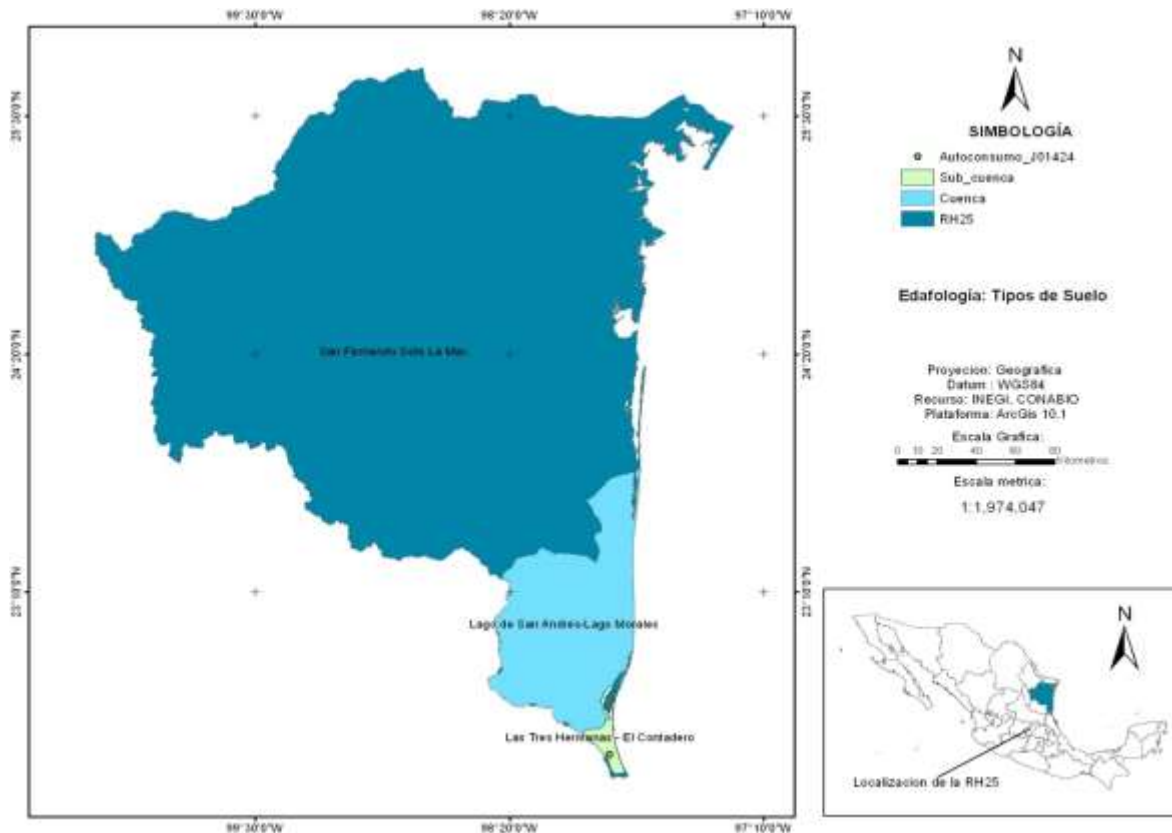 99°30'0"W
98°20'0"W
97°10'0"W
25°30'0"N
25°30'0"N
24°20'0"N
24°20'0"N
23°10'0"N
23°10'0"N
San Fernando Soto La Marina
Lago de San Andres-Lago Morales
Las Tres Hermanas - El Contadero
99°30'0"W
98°20'0"W
97°10'0"W
N
SIMBOLOGÍA
Autoconsumo_J01424
Sub_cuenca
Cuenca
RH25
Edafología: Tipos de Suelo
Proyecion: Geografica
Datum : WGS84
Recurso: INEGI, CONABIO
Plataforma: ArcGis 10.1
Escala Grafica:
0 10 20 40 60 80
Kilometros
Escala metrica:
1:1,974,047
N
Localizacion de la RH25